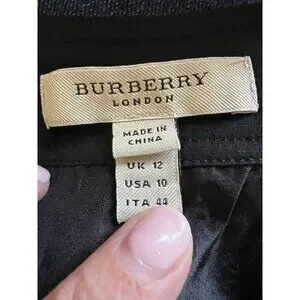 BURBERRY
LONDON
MADE IN
CHINA
UK 12
USA 10
ITA 44